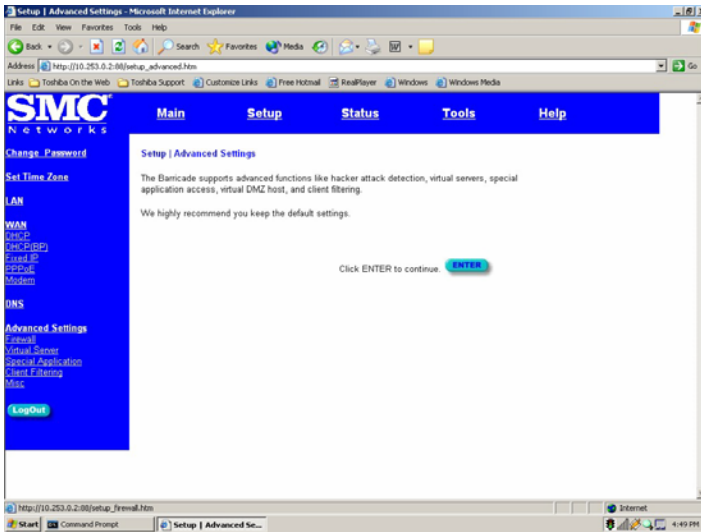 Setup | Advanced Settings - Microsoft Internet Explorer
File Edit View Favorites Tools Help
Back Search Favorites Media
Address http://10.253.0.2:88/setup_advanced.htm Go
Links Toshiba On the Web Toshiba Support Customize Links Free Hotmail RealPlayer Windows Windows Media
SMC
Networks
Main Setup Status Tools Help
Change Password
Set Time Zone
LAN
WAN
DHCP
DHCP(BP)
Fixed IP
PPPoE
Modem
DNS
Advanced Settings
Firewall
Virtual Server
Special Application
Client Filtering
Misc
LogOut
Setup | Advanced Settings
The Barricade supports advanced functions like hacker attack detection, virtual servers, special
application access, virtual DMZ host, and client filtering.
We highly recommend you keep the default settings.
Click ENTER to continue. ENTER
http://10.253.0.2:88/setup_firewall.htm Internet
Start Command Prompt Setup | Advanced Se... 4:49 PM